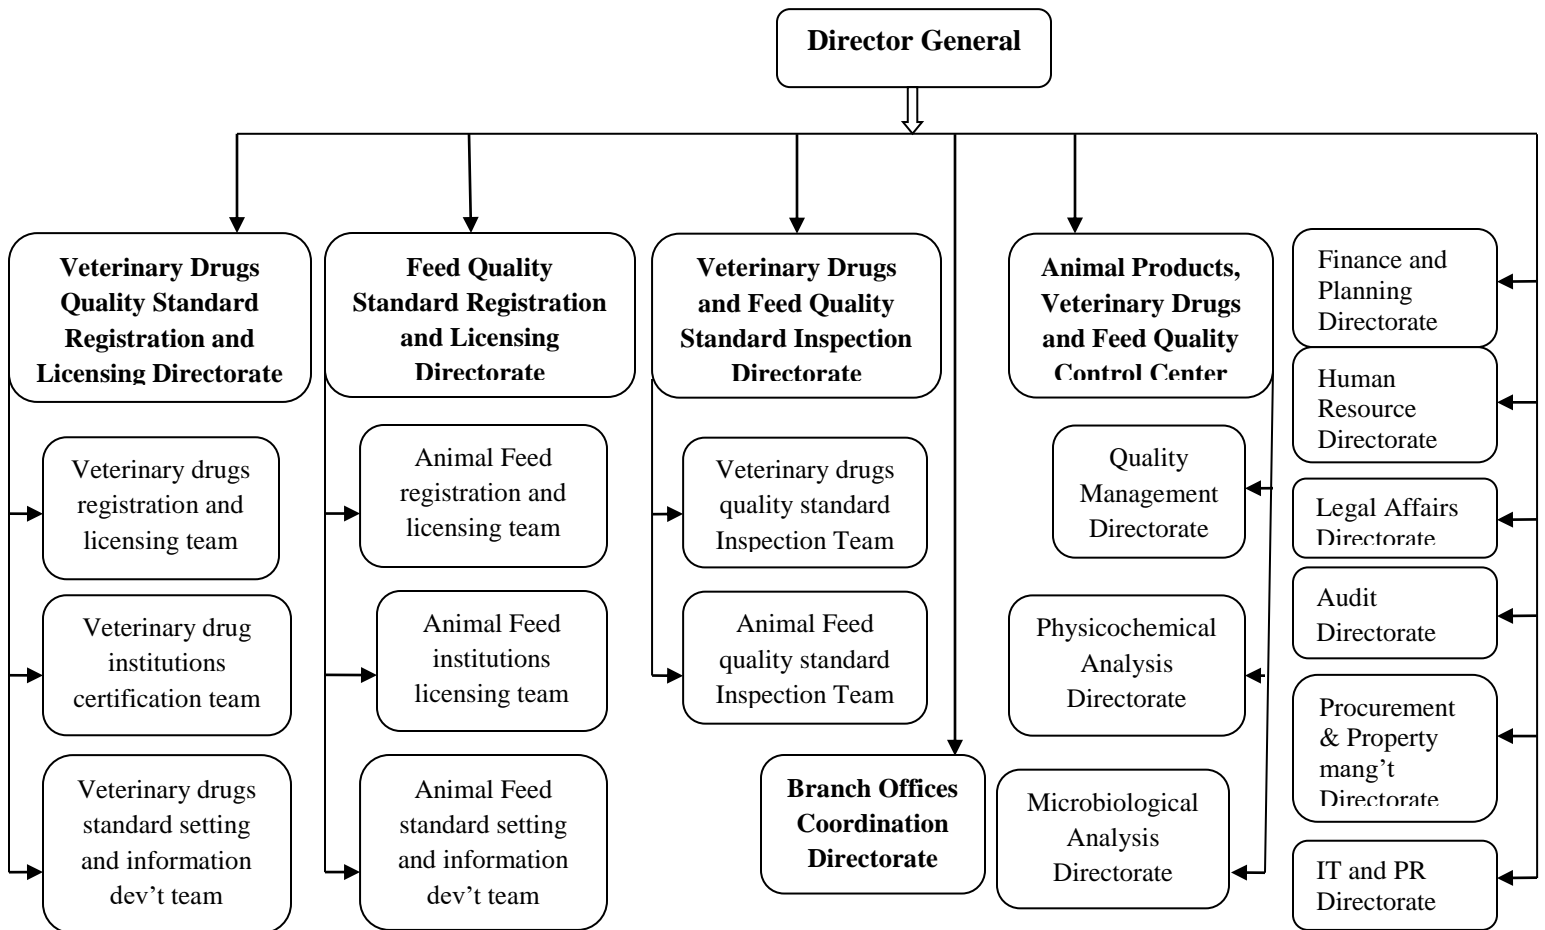 Director General
Veterinary Drugs
Quality Standard
Registration and
Licensing Directorate
Feed Quality
Standard Registration
and Licensing
Directorate
Veterinary Drugs
and Feed Quality
Standard Inspection
Directorate
Animal Products,
Veterinary Drugs
and Feed Quality
Control Center
Finance and
Planning
Directorate
Human
Resource
Directorate
Legal Affairs
Directorate
Audit
Directorate
Procurement
& Property
mang’t
Directorate
IT and PR
Directorate
Veterinary drugs
registration and
licensing team
Veterinary drug
institutions
certification team
Veterinary drugs
standard setting
and information
dev’t team
Animal Feed
registration and
licensing team
Animal Feed
institutions
licensing team
Animal Feed
standard setting
and information
dev’t team
Veterinary drugs
quality standard
Inspection Team
Animal Feed
quality standard
Inspection Team
Branch Offices
Coordination
Directorate
Quality
Management
Directorate
Physicochemical
Analysis
Directorate
Microbiological
Analysis
Directorate